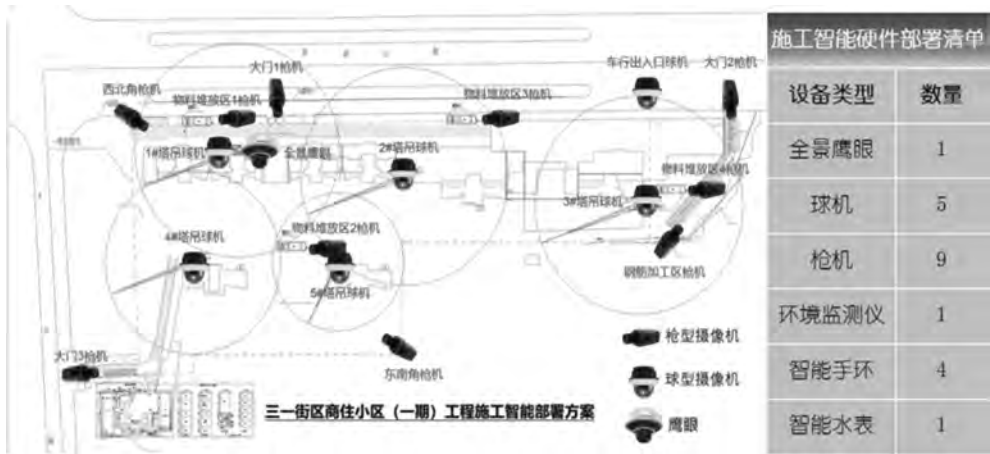 大门1枪机
车行出入口球机
大门2枪机
西北角枪机
物料堆放区1枪机
物料堆放区3枪机
1#塔吊球机
全景鹰眼
2#塔吊球机
物料堆放区4枪机
3#塔吊球机
4#塔吊球机
物料堆放区2枪机
钢筋加工区枪机
5#塔吊球机
大门3枪机
东南角枪机
枪型摄像机
球型摄像机
鹰眼
三一街区商住小区（一期）工程施工智能部署方案
施工智能硬件部署清单
设备类型 数量
全景鹰眼 1
球机 5
枪机 9
环境监测仪 1
智能手环 4
智能水表 1